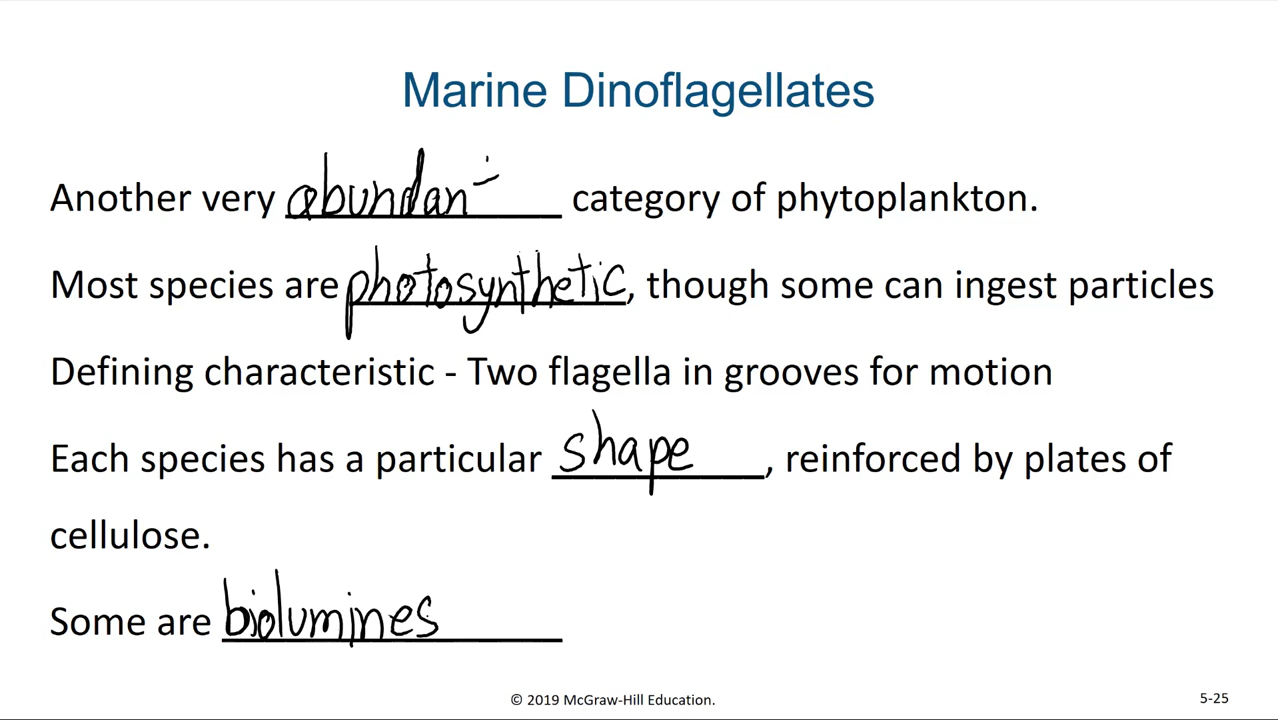 Marine Dinoflagellates
Another very abundant category of phytoplankton.
Most species are photosynthetic, though some can ingest particles
Defining characteristic - Two flagella in grooves for motion
Each species has a particular shape, reinforced by plates of
cellulose.
Some are biolumines
© 2019 McGraw-Hill Education.
5-25